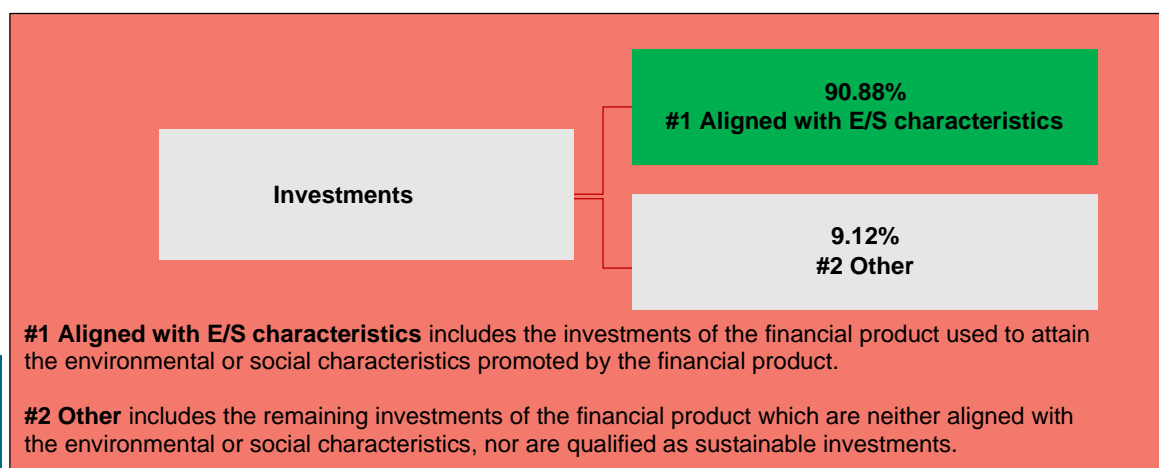 90.88%
#1 Aligned with E/S characteristics
Investments
9.12%
#2 Other
#1 Aligned with E/S characteristics includes the investments of the financial product used to attain
the environmental or social characteristics promoted by the financial product.
#2 Other includes the remaining investments of the financial product which are neither aligned with
the environmental or social characteristics, nor are qualified as sustainable investments.